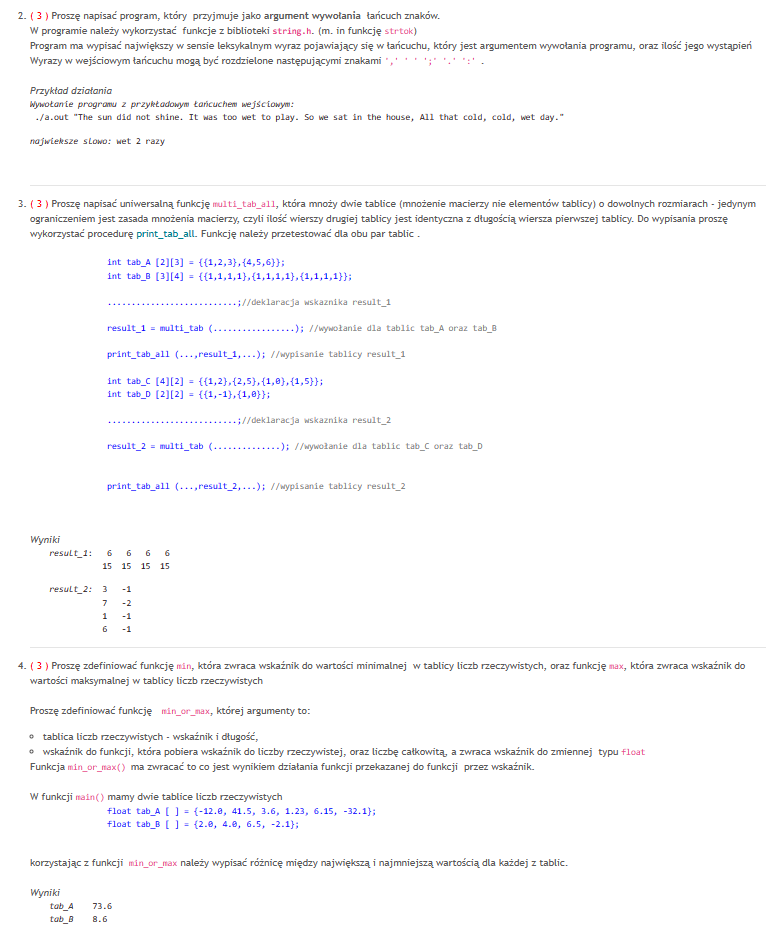 2. ( 3 ) Proszę napisać program, który przyjmuje jako argument wywołania łańcuch znaków.
W programie należy wykorzystać funkcje z biblioteki string.h. (m. in funkcję strtok)
Program ma wypisać największy w sensie leksykalnym wyraz pojawiający się w łańcuchu, który jest argumentem wywołania programu, oraz ilość jego wystąpień
Wyrazy w wejściowym łańcuchu mogą być rozdzielone następującymi znakami ',' ' ' ';' '.' ':' .
Przykład działania
Wywołanie programu z przykładowym łańcuchem wejściowym:
./a.out "The sun did not shine. It was too wet to play. So we sat in the house, All that cold, cold, wet day."
największe słowo: wet 2 razy
3. ( 3 ) Proszę napisać uniwersalną funkcję multi_tab_all, która mnoży dwie tablice (mnożenie macierzy nie elementów tablicy) o dowolnych rozmiarach - jedynym
ograniczeniem jest zasada mnożenia macierzy, czyli ilość wierszy drugiej tablicy jest identyczna z długością wiersza pierwszej tablicy. Do wypisania proszę
wykorzystać procedurę print_tab_all. Funkcję należy przetestować dla obu par tablic .
int tab_A [2][3] = {{1,2,3},{4,5,6}};
int tab_B [3][4] = {{1,1,1,1},{1,1,1,1},{1,1,1,1}};
...........................;//deklaracja wskaznika result_1
result_1 = multi_tab (.................); //wywołanie dla tablic tab_A oraz tab_B
print_tab_all (...,result_1,...); //wypisanie tablicy result_1
int tab_C [4][2] = {{1,2},{2,5},{1,0},{1,5}};
int tab_D [2][2] = {{1,-1},{1,0}};
...........................;//deklaracja wskaznika result_2
result_2 = multi_tab (..............); //wywołanie dla tablic tab_C oraz tab_D
print_tab_all (...,result_2,...); //wypisanie tablicy result_2
Wyniki
result_1: 6 6 6 6
15 15 15 15
result_2: 3 -1
7 -2
1 -1
6 -1
4. ( 3 ) Proszę zdefiniować funkcję min, która zwraca wskaźnik do wartości minimalnej w tablicy liczb rzeczywistych, oraz funkcję max, która zwraca wskaźnik do
wartości maksymalnej w tablicy liczb rzeczywistych
Proszę zdefiniować funkcję min_or_max, której argumenty to:
tablica liczb rzeczywistych - wskaźnik i długość,
wskaźnik do funkcji, która pobiera wskaźnik do liczby rzeczywistej, oraz liczbę całkowitą, a zwraca wskaźnik do zmiennej typu float
Funkcja min_or_max() ma zwracać to co jest wynikiem działania funkcji przekazanej do funkcji przez wskaźnik.
W funkcji main() mamy dwie tablice liczb rzeczywistych
float tab_A [ ] = {-12.0, 41.5, 3.6, 1.23, 6.15, -32.1};
float tab_B [ ] = {2.0, 4.0, 6.5, -2.1};
korzystając z funkcji min_or_max należy wypisać różnicę między największą i najmniejszą wartością dla każdej z tablic.
Wyniki
tab_A 73.6
tab_B 8.6